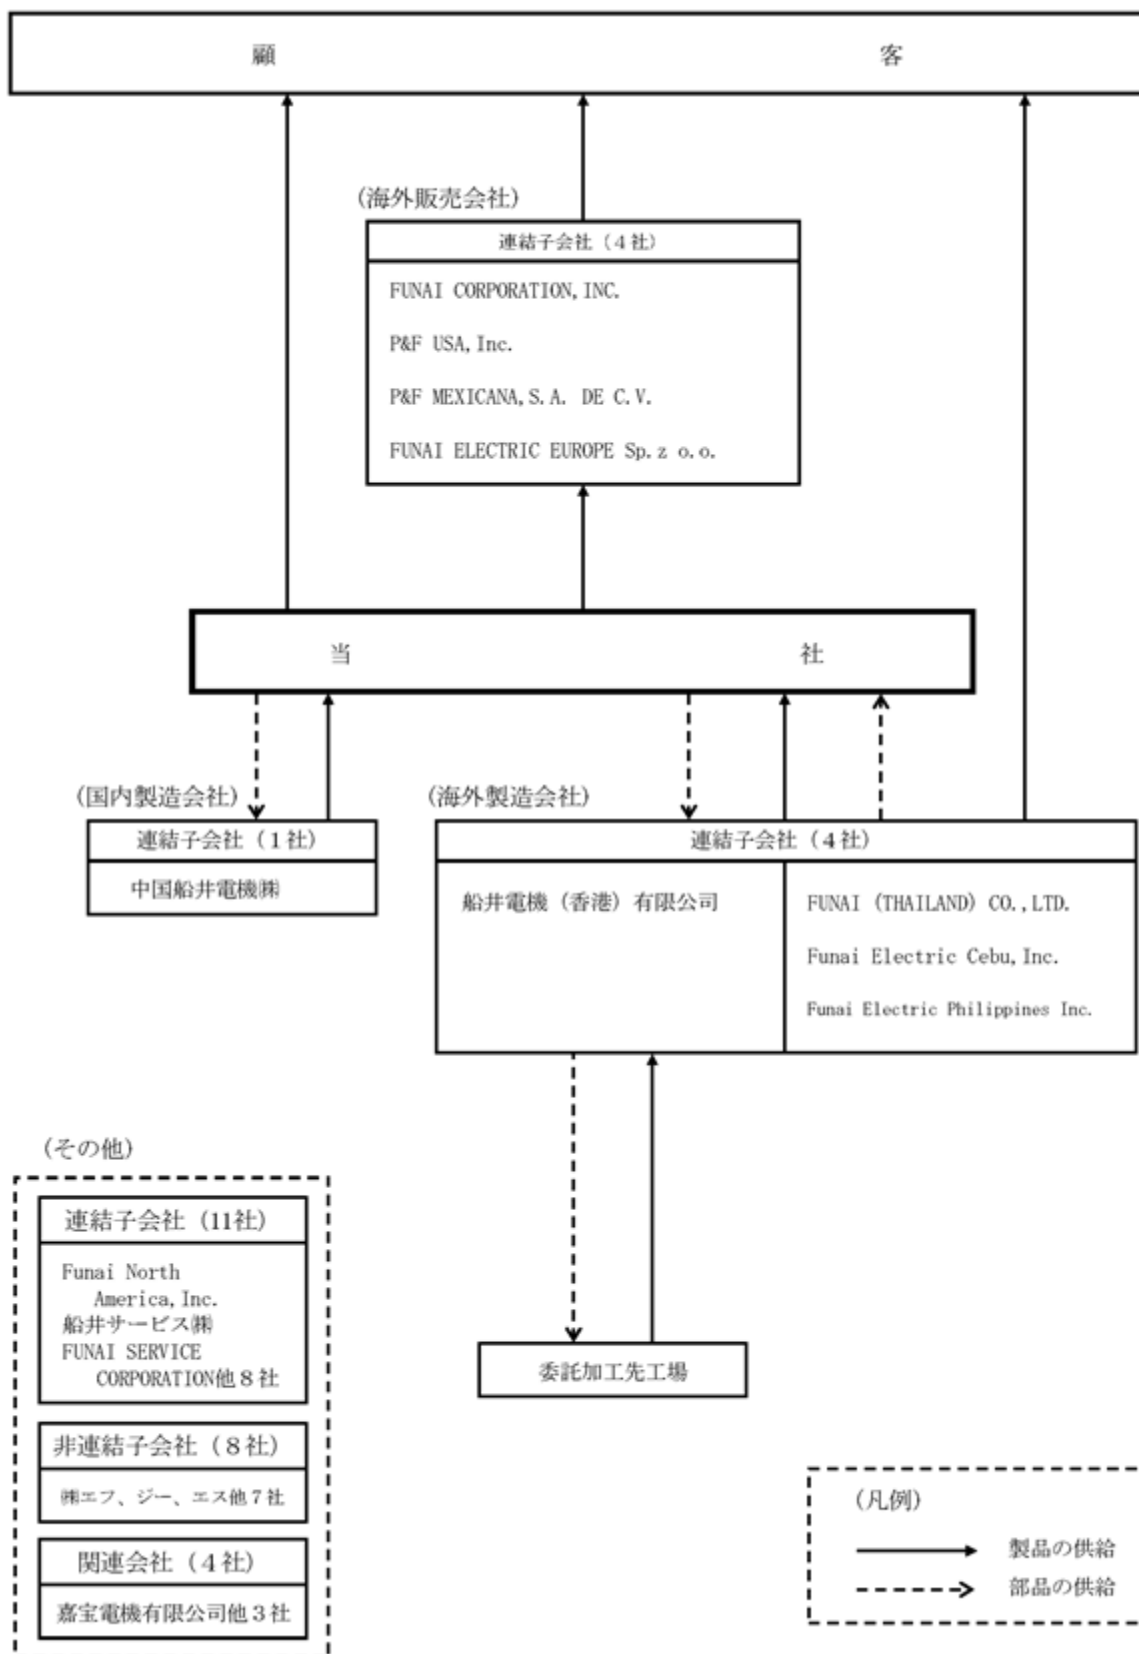 顧客
(海外販売会社)
連結子会社(4社)
FUNAI CORPORATION,INC.
P&F USA,Inc.
P&F MEXICANA,S.A. DE C.V.
FUNAI ELECTRIC EUROPE Sp.z o.o.
当社
(国内製造会社)
連結子会社(1社)
中国船井電機㈱
(海外製造会社)
連結子会社(4社)
船井電機(香港)有限公司
FUNAI (THAILAND) CO.,LTD.
Funai Electric Cebu,Inc.
Funai Electric Philippines Inc.
委託加工先工場
(その他)
連結子会社(11社)
Funai North
America,Inc.
船井サービス㈱
FUNAI SERVICE
CORPORATION他8社
非連結子会社(8社)
㈱エフ、ジー、エス他7社
関連会社(4社)
嘉宝電機有限公司他3社
(凡例)
製品の供給
部品の供給